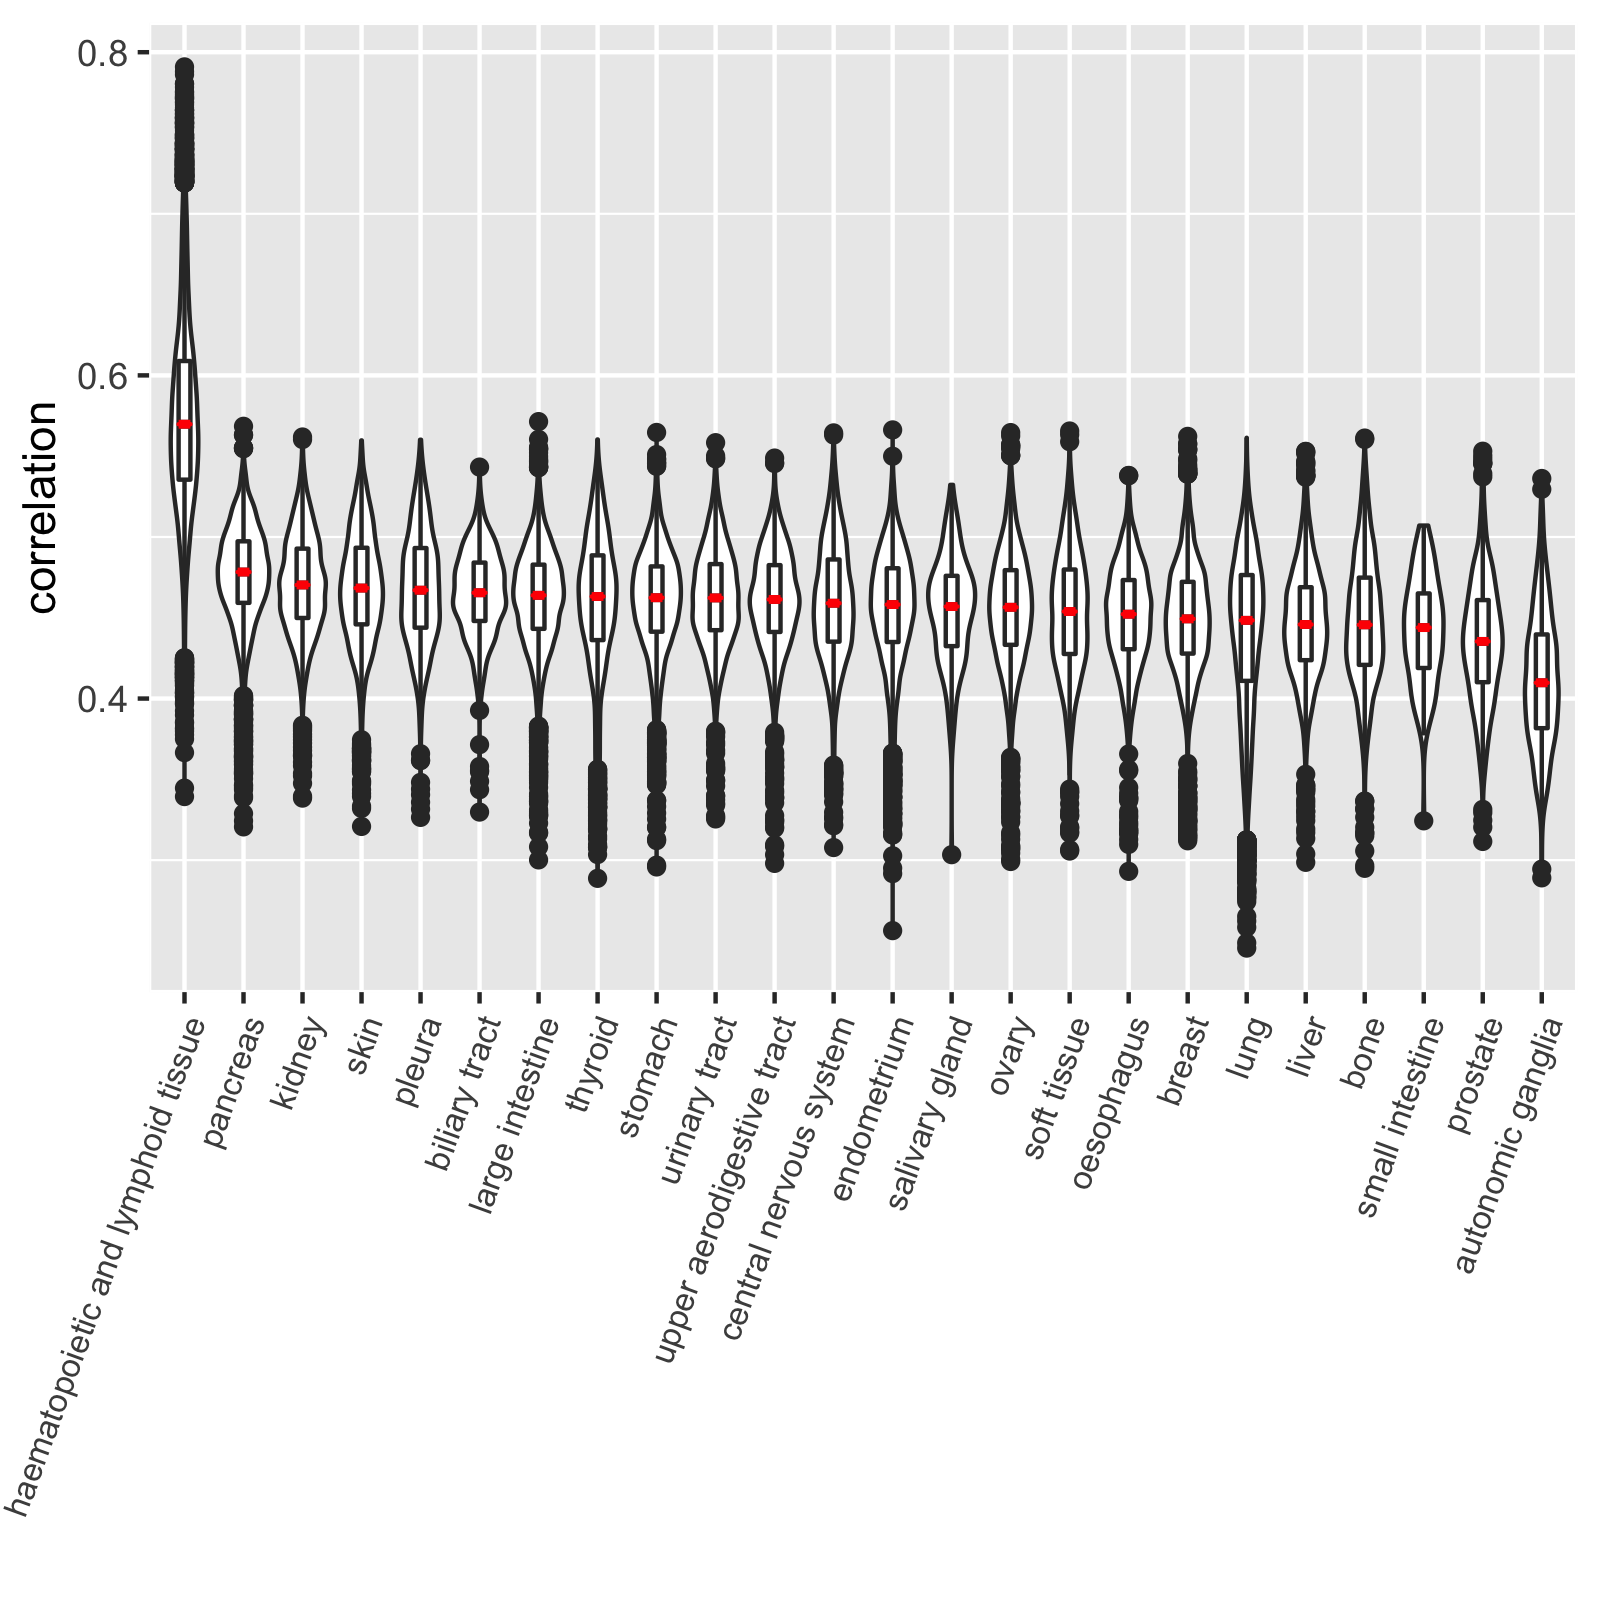 0.8
0.6
0.4
correlation
haematopoietic and lymphoid tissue
pancreas
kidney
skin
pleura
biliary tract
large intestine
thyroid
stomach
urinary tract
upper aerodigestive tract
central nervous system
endometrium
salivary gland
ovary
soft tissue
oesophagus
breast
lung
liver
bone
small intestine
prostate
autonomic ganglia